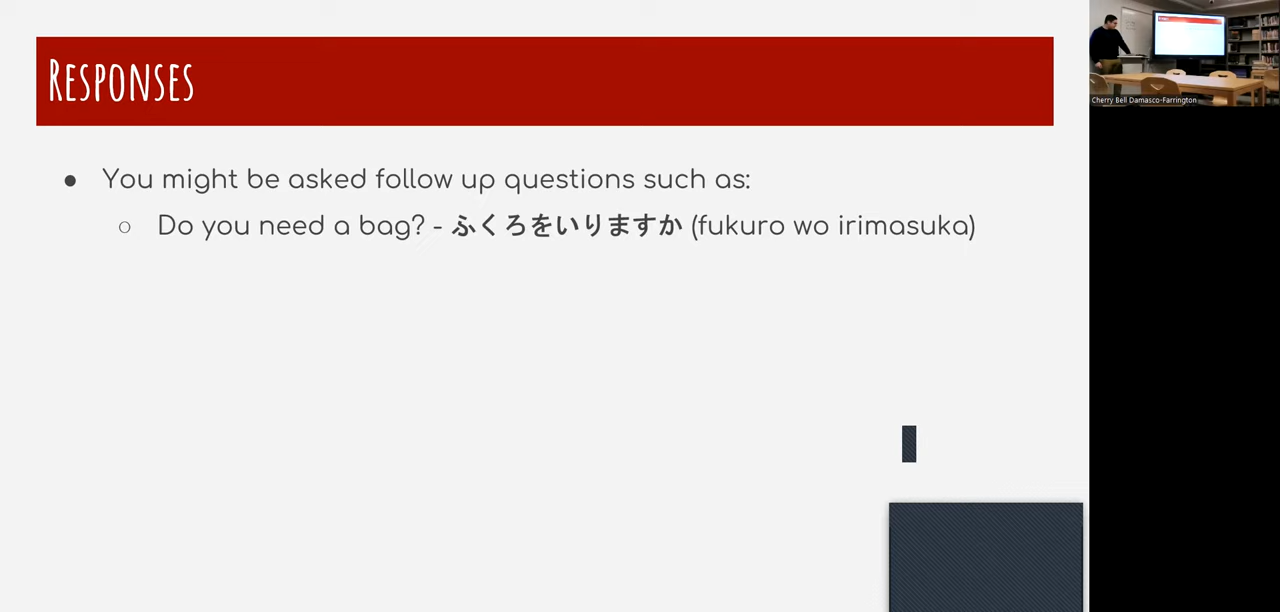 Responses
● You might be asked follow up questions such as:
○ Do you need a bag? - ふくろをいりますか (fukuro wo irimasuka)
Cherry Bell Damasco-Farrington